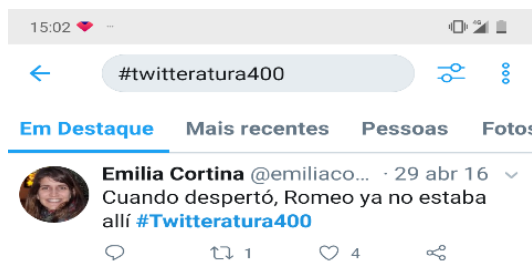 15:02
#twitteratura400
Em Destaque Mais recentes Pessoas Fotos
Emilia Cortina @emiliaco... · 29 abr 16
Cuando despertó, Romeo ya no estaba
allí #Twitteratura400
1 4